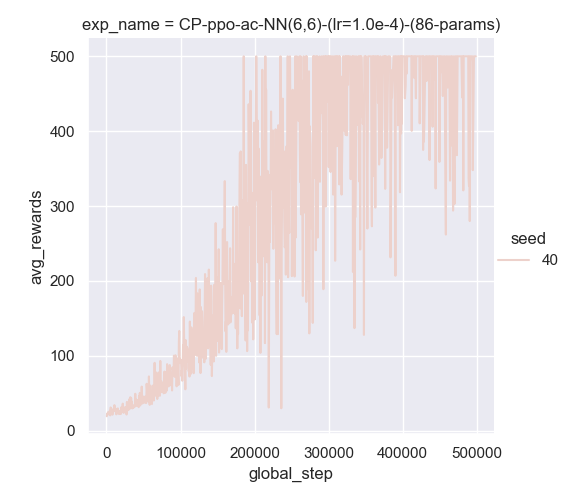 exp_name = CP-ppo-ac-NN(6,6)-(lr=1.0e-4)-(86-params)
500
400
300
200
100
0
avg_rewards
0 100000 200000 300000 400000 500000
global_step
seed
40